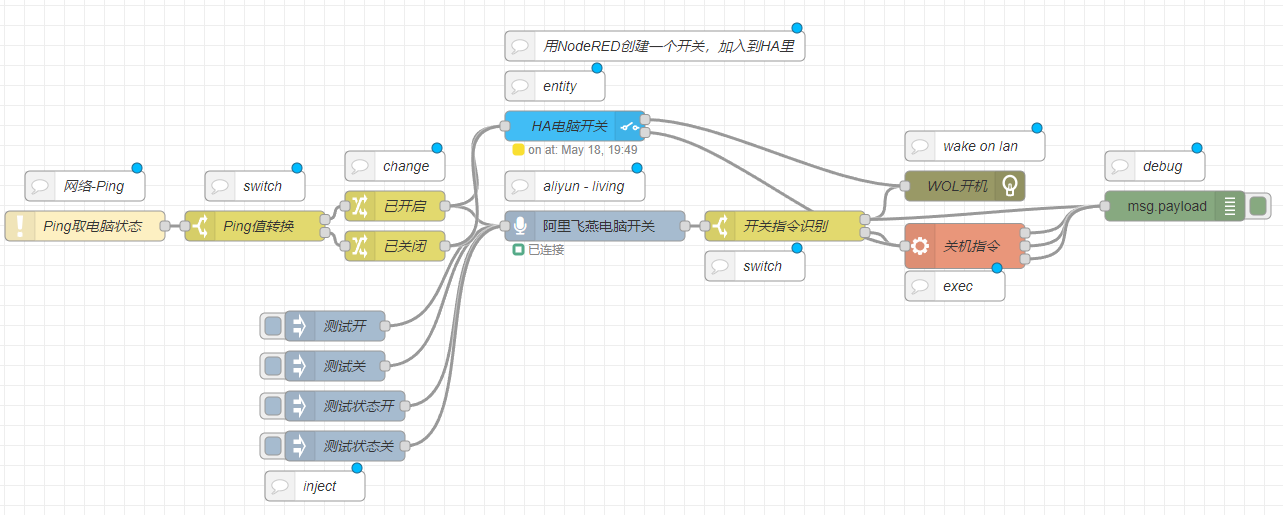 用NodeRED创建一个开关，加入到HA里
entity
HA电脑开关
on at: May 18, 19:49
wake on lan
change
debug
网络-Ping
switch
aliyun - living
WOL开机
已开启
msg.payload
Ping取电脑状态
Ping值转换
阿里飞燕电脑开关
开关指令识别
已关闭
关机指令
已连接
switch
exec
测试开
测试关
测试状态开
测试状态关
inject